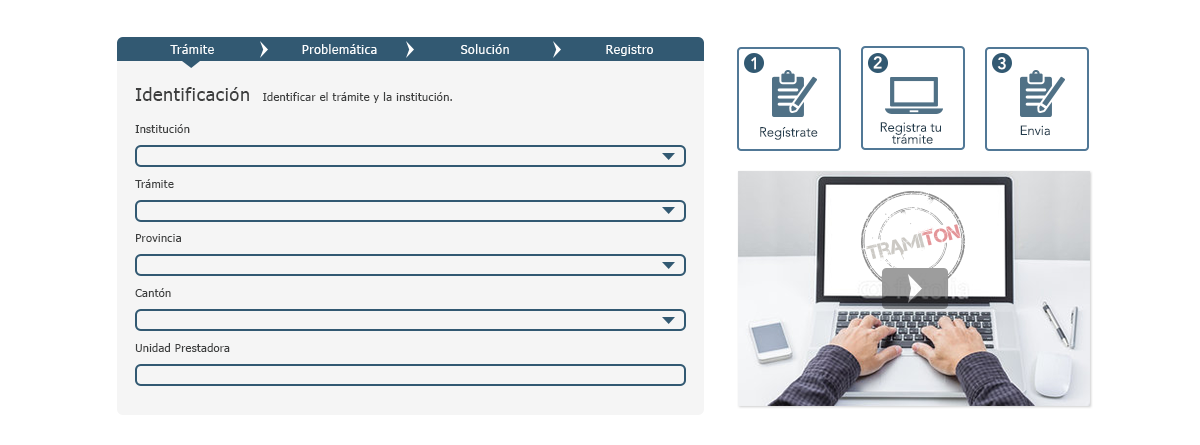 Trámite
Problemática
Solución
Registro
Identificación Identificar el trámite y la institución.
Institución
Trámite
Provincia
Cantón
Unidad Prestadora
1
Regístrate
2
Registra tu
trámite
3
Envia
TRAMITON